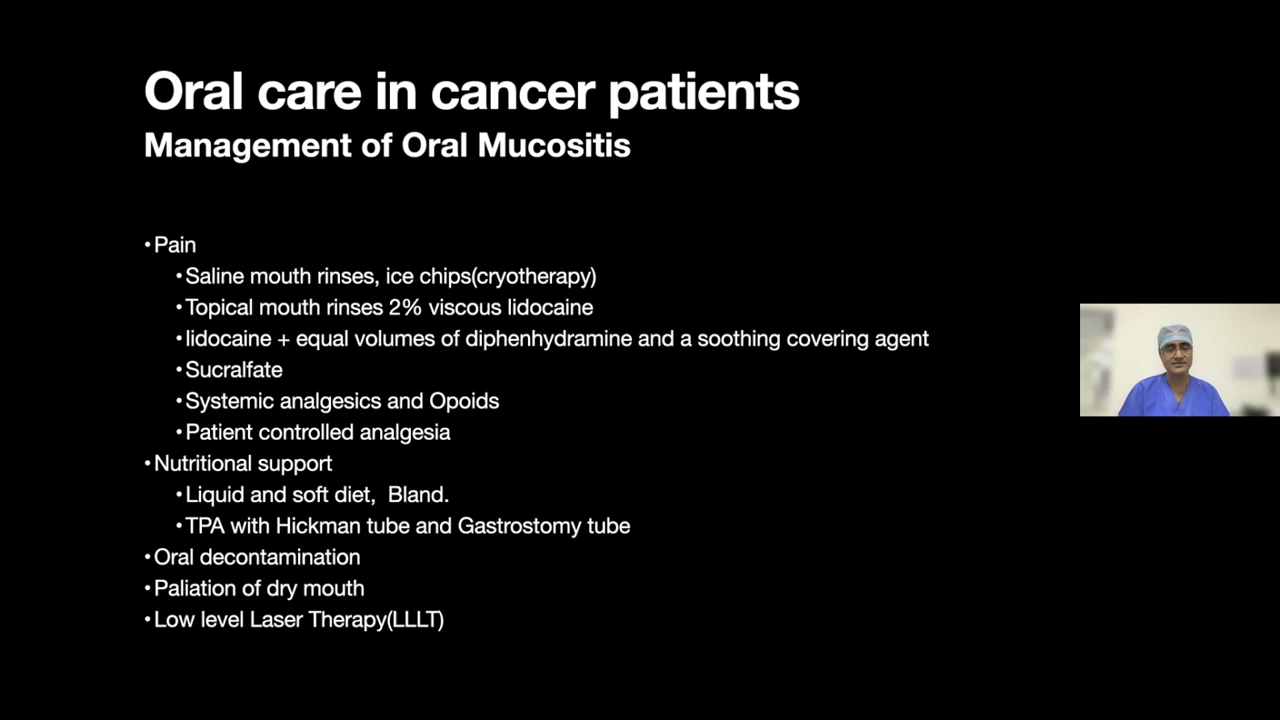 Oral care in cancer patients
Management of Oral Mucositis
•Pain
•Saline mouth rinses, ice chips(cryotherapy)
•Topical mouth rinses 2% viscous lidocaine
•lidocaine + equal volumes of diphenhydramine and a soothing covering agent
•Sucralfate
•Systemic analgesics and Opoids
•Patient controlled analgesia
•Nutritional support
•Liquid and soft diet,  Bland.
•TPA with Hickman tube and Gastrostomy tube
•Oral decontamination
•Paliation of dry mouth
•Low level Laser Therapy(LLLT)